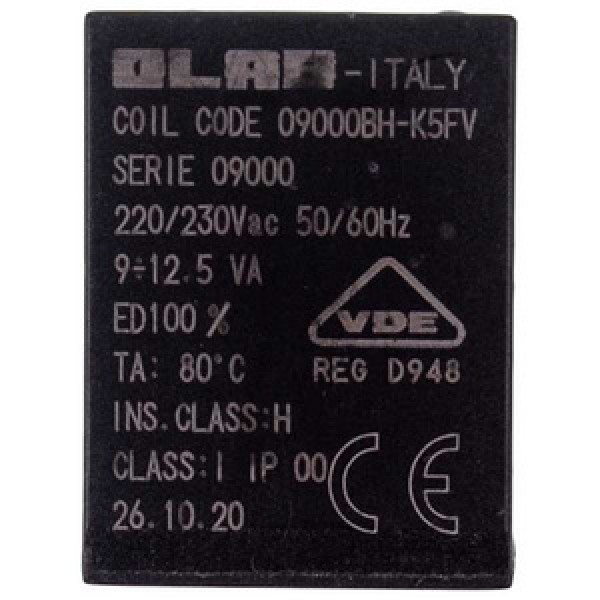 OLAB - ITALY
COIL CODE 09000BH-K5FV
SERIE 09000
220/230Vac 50/60Hz
9÷12.5 VA
ED100 %
VDE
TA: 80°C
REG D948
INS.CLASS:H
CLASS:I IP 00
CE
26.10.20